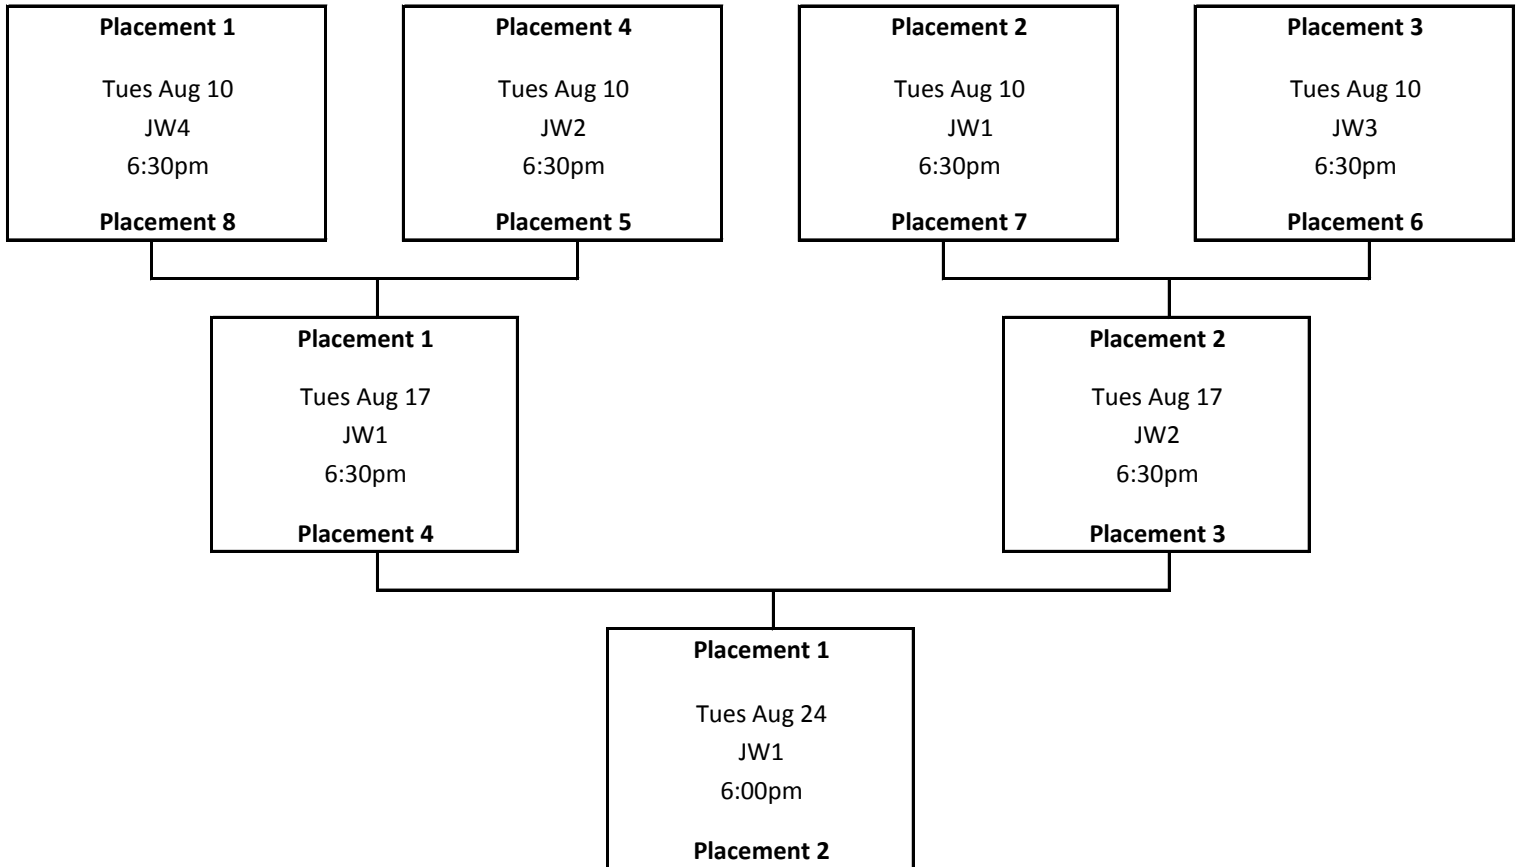 Placement 1
Tues Aug 10
JW4
6:30pm
Placement 8
Placement 4
Tues Aug 10
JW2
6:30pm
Placement 5
Placement 2
Tues Aug 10
JW1
6:30pm
Placement 7
Placement 3
Tues Aug 10
JW3
6:30pm
Placement 6
Placement 1
Tues Aug 17
JW1
6:30pm
Placement 4
Placement 2
Tues Aug 17
JW2
6:30pm
Placement 3
Placement 1
Tues Aug 24
JW1
6:00pm
Placement 2